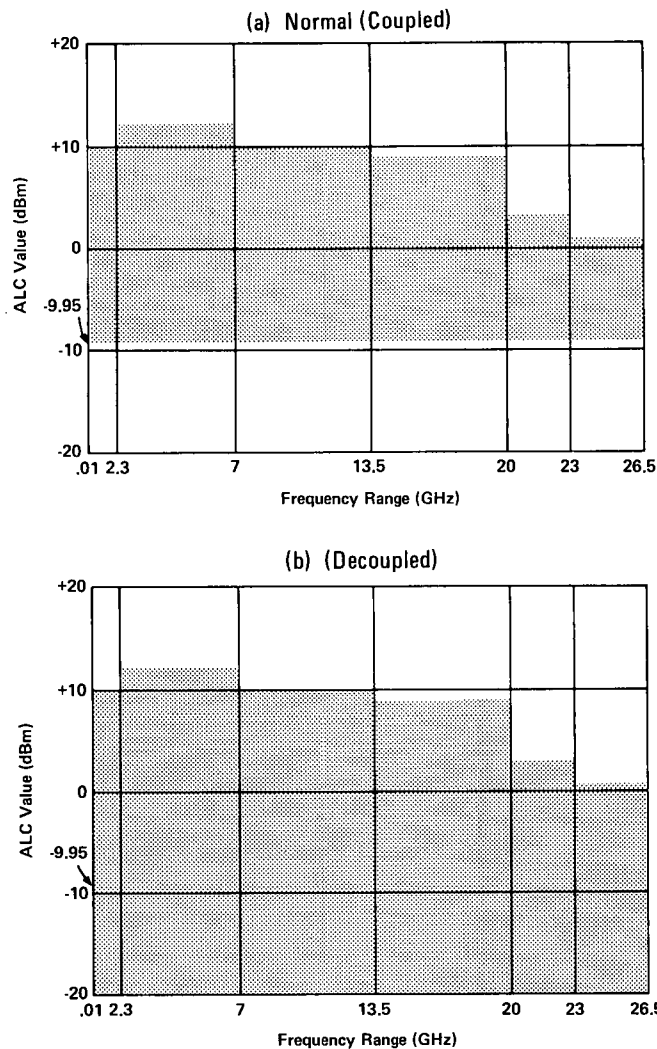 (a) Normal (Coupled)
+20
+10
0
-9.95
-10
-20
ALC Value (dBm)
.01 2.3 7 13.5 20 23 26.5
Frequency Range (GHz)
(b) (Decoupled)
+20
+10
0
-9.95
-10
-20
ALC Value (dBm)
.01 2.3 7 13.5 20 23 26.5
Frequency Range (GHz)